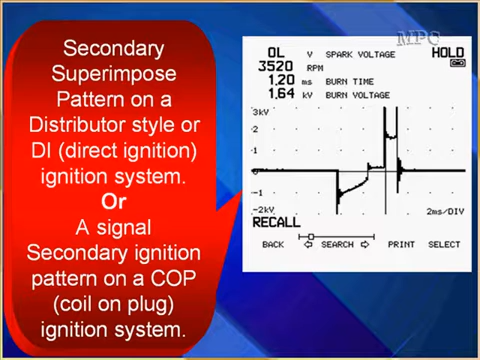 Secondary
Superimpose
Pattern on a
Distributor style or
DI (direct ignition)
ignition system.
Or
A signal
Secondary ignition
pattern on a COP
(coil on plug)
ignition system.
MPC
OL V SPARK VOLTAGE HOLD
3520 RPM
1.20 ms BURN TIME
1.64 kV BURN VOLTAGE
3kV
2
1
0
-1
-2kV
2ms/DIV
RECALL
BACK SEARCH PRINT SELECT